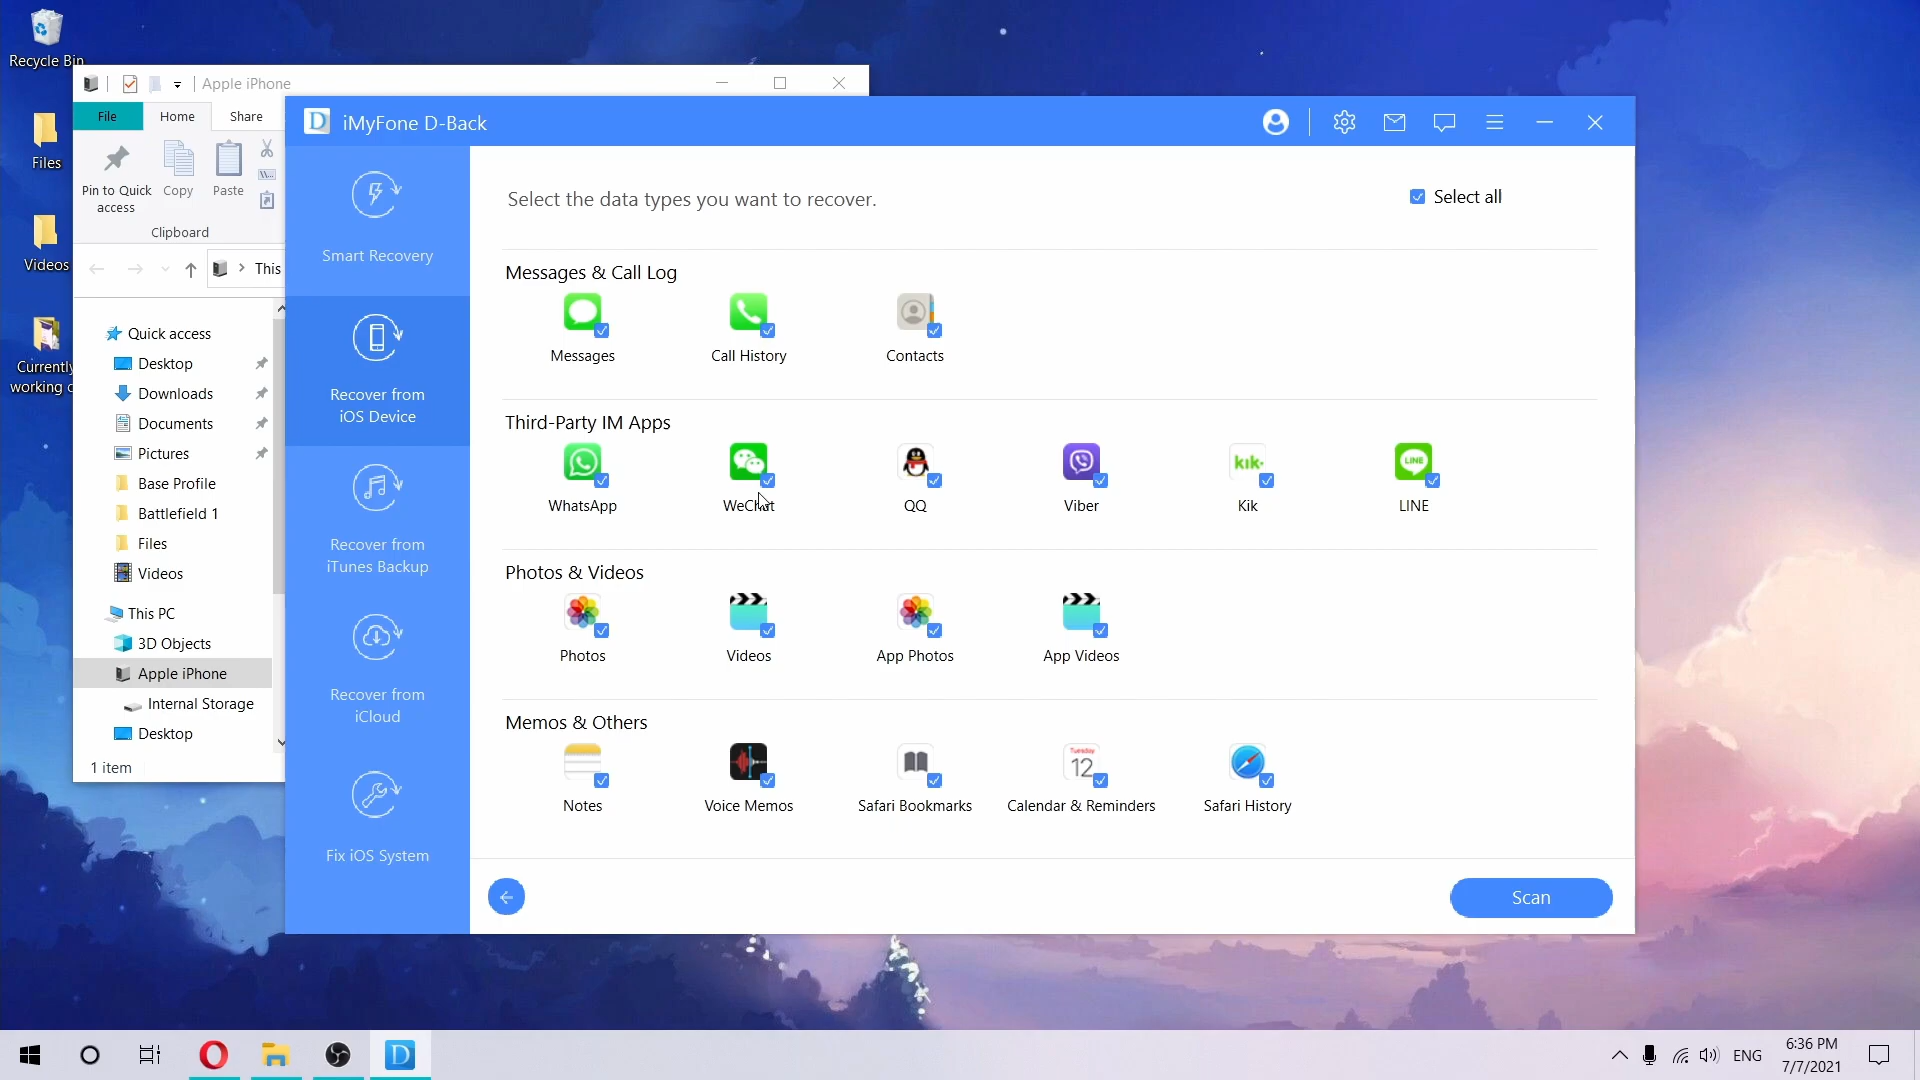 Recycle Bin
Files
Videos
Currently
working o
Apple iPhone
File
Home
Share
Pin to Quick
access
Copy
Paste
Clipboard
This
Quick access
Desktop
Downloads
Documents
Pictures
Base Profile
Battlefield 1
Files
Videos
This PC
3D Objects
Apple iPhone
Internal Storage
Desktop
1 item
iMyFone D-Back
Smart Recovery
Recover from
iOS Device
Recover from
iTunes Backup
Recover from
iCloud
Fix iOS System
Select the data types you want to recover.
Select all
Messages & Call Log
Messages
Call History
Contacts
Third-Party IM Apps
kik
LINE
WhatsApp
WeChat
QQ
Viber
Kik
LINE
Photos & Videos
Photos
Videos
App Photos
App Videos
Memos & Others
Tuesday
12
Notes
Voice Memos
Safari Bookmarks
Calendar & Reminders
Safari History
Scan
ENG
6:36 PM
7/7/2021